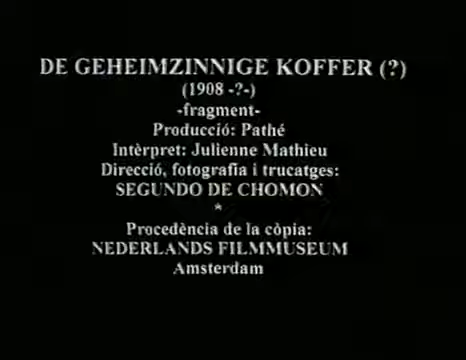 DE GEHEIMZINNIGE KOFFER (?)
(1908 -?-)
-fragment-
Producció: Pathé
Intèrpret: Julienne Mathieu
Direcció, fotografia i trucatges:
SEGUNDO DE CHOMON
*
Procedència de la còpia:
NEDERLANDS FILMMUSEUM
Amsterdam